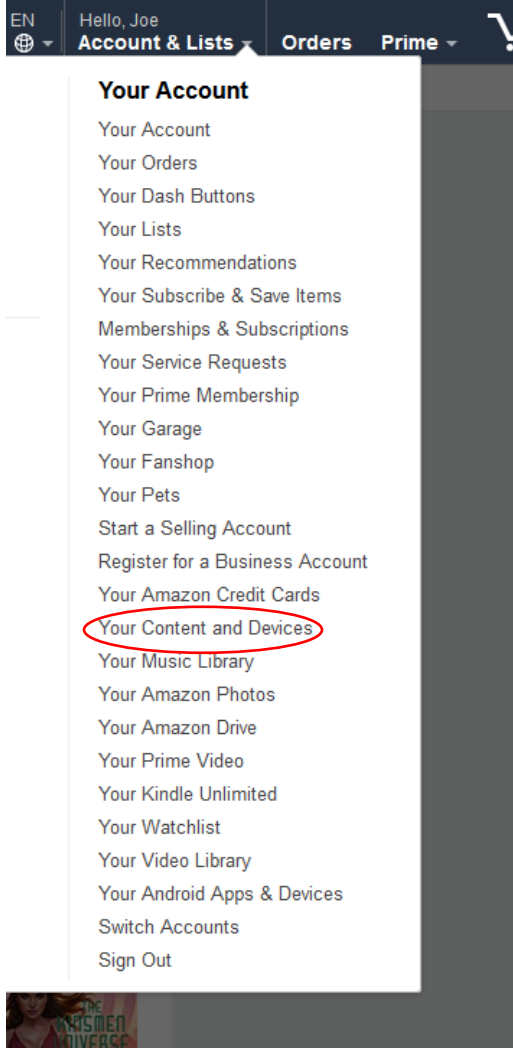 EN
Hello, Joe
Account & Lists
Orders
Prime
Your Account
Your Account
Your Orders
Your Dash Buttons
Your Lists
Your Recommendations
Your Subscribe & Save Items
Memberships & Subscriptions
Your Service Requests
Your Prime Membership
Your Garage
Your Fanshop
Your Pets
Start a Selling Account
Register for a Business Account
Your Amazon Credit Cards
Your Content and Devices
Your Music Library
Your Amazon Photos
Your Amazon Drive
Your Prime Video
Your Kindle Unlimited
Your Watchlist
Your Video Library
Your Android Apps & Devices
Switch Accounts
Sign Out
THE
KINSMEN